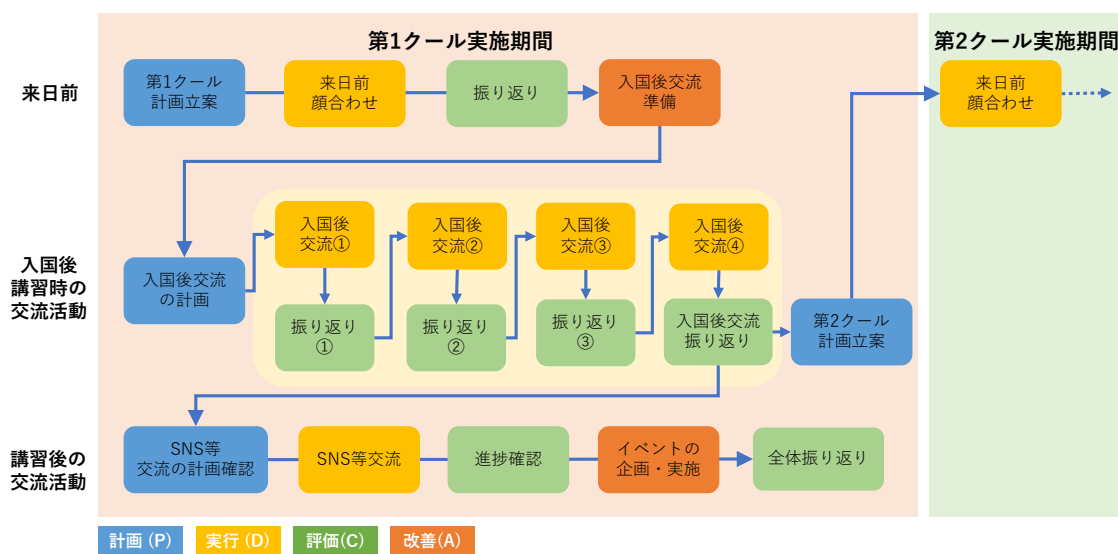 第1クール実施期間
第2クール実施期間
来日前
第1クール
計画立案
来日前
顔合わせ
振り返り
入国後交流
準備
来日前
顔合わせ
入国後
講習時の
交流活動
入国後交流
の計画
入国後
交流①
入国後
交流②
入国後
交流③
入国後
交流④
振り返り
①
振り返り
②
振り返り
③
入国後交流
振り返り
第2クール
計画立案
講習後の
交流活動
SNS等
交流の計画確認
SNS等交流
進捗確認
イベントの
企画・実施
全体振り返り
計画 (P)
実行 (D)
評価(C)
改善(A)